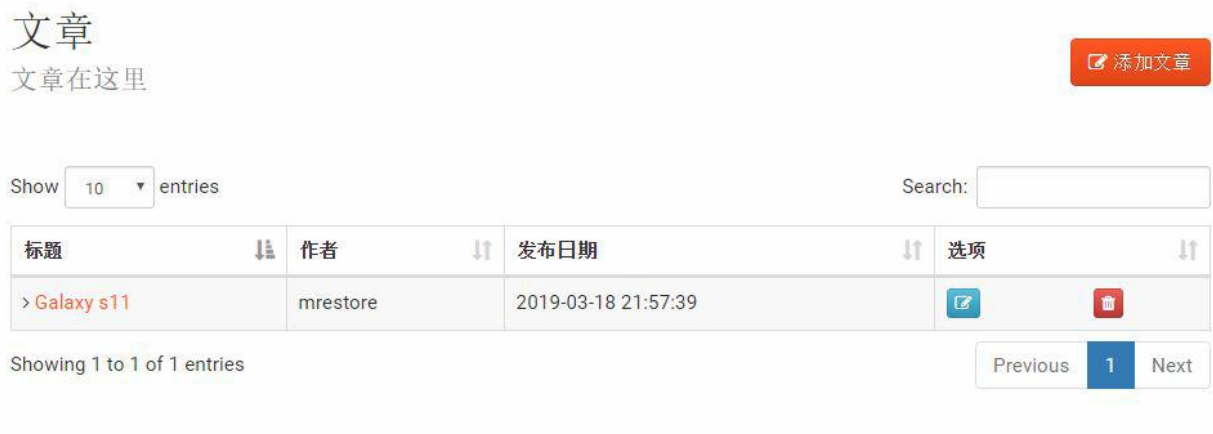 文章
文章在这里
添加文章
Show 10 entries
Search:
标题 作者 发布日期 选项
> Galaxy s11 mrestore 2019-03-18 21:57:39
Showing 1 to 1 of 1 entries
Previous 1 Next